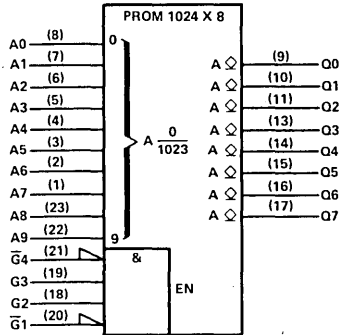 PROM 1024 X 8
A0 (8) 0
A1 (7)
A2 (6)
A3 (5)
A4 (4)
A5 (3)
A6 (2)
A7 (1)
A8 (23)
A9 (22) 9
A 0
1023
A (9) Q0
A (10) Q1
A (11) Q2
A (13) Q3
A (14) Q4
A (15) Q5
A (16) Q6
A (17) Q7
G̅4 (21) &
G3 (19)
G2 (18)
G̅1 (20)
EN